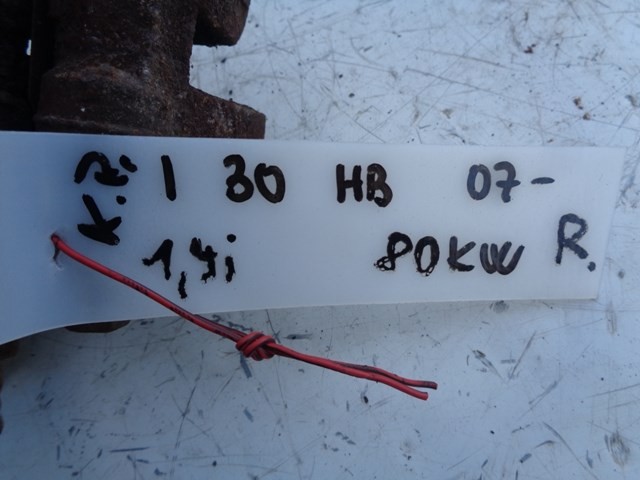 K.R. I 30 HB 07-
1,4i 80KW R.